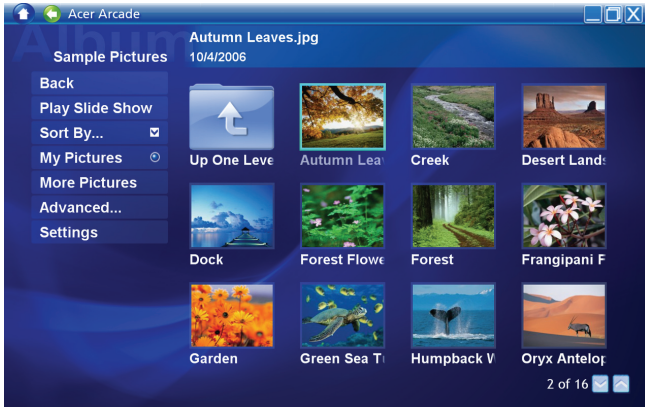 Acer Arcade
Album
Autumn Leaves.jpg
Sample Pictures
10/4/2006
Back
Play Slide Show
Sort By...
My Pictures
More Pictures
Advanced...
Settings
Up One Leve
Autumn Lea
Creek
Desert Lands
Dock
Forest Flowe
Forest
Frangipani F
Garden
Green Sea T
Humpback W
Oryx Antelop
2 of 16